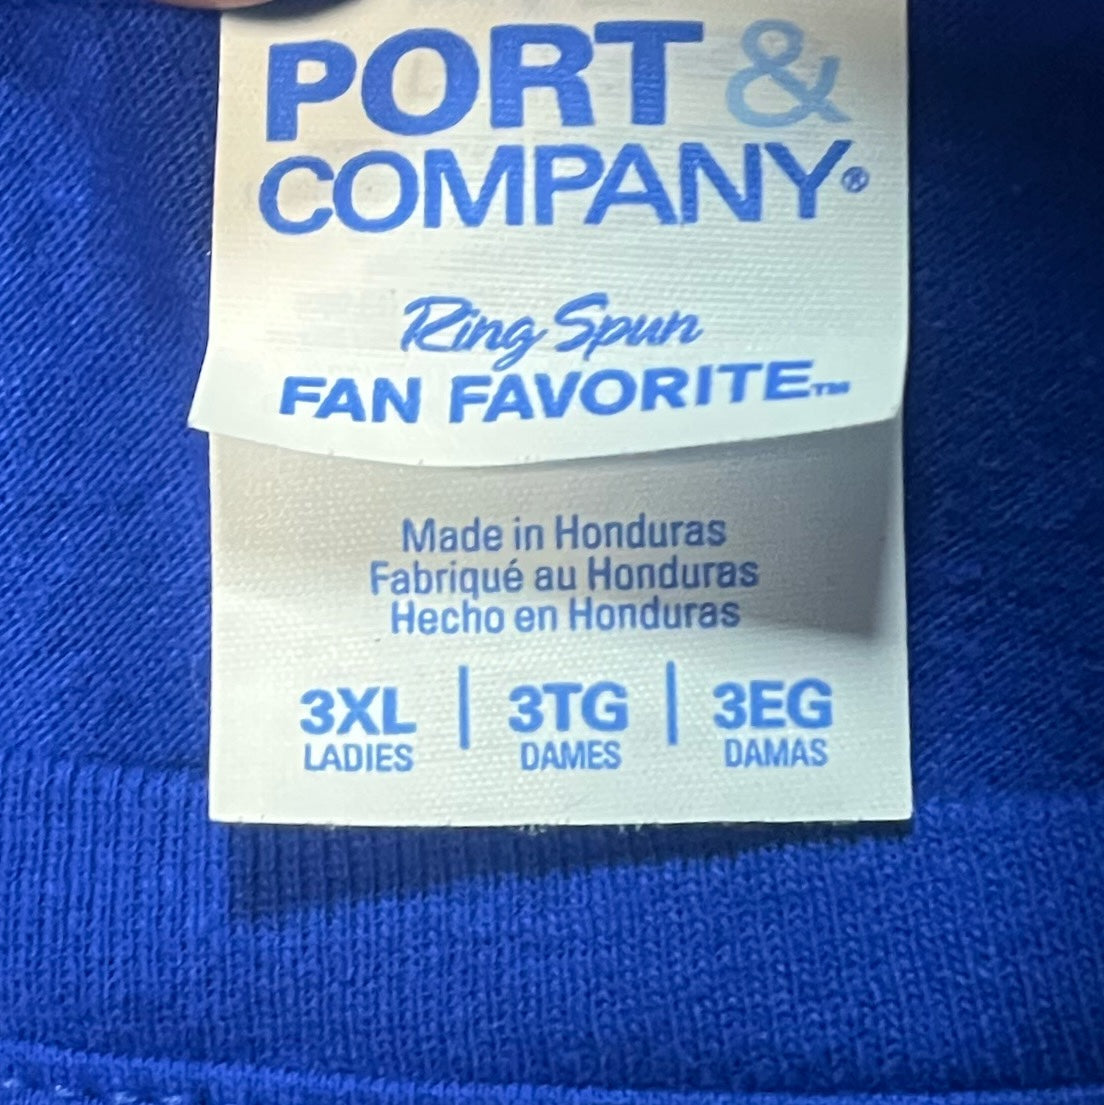 PORT &
COMPANY®
Ring Spun
FAN FAVORITE™
Made in Honduras
Fabriqué au Honduras
Hecho en Honduras
3XL | 3TG | 3EG
LADIES DAMES DAMAS